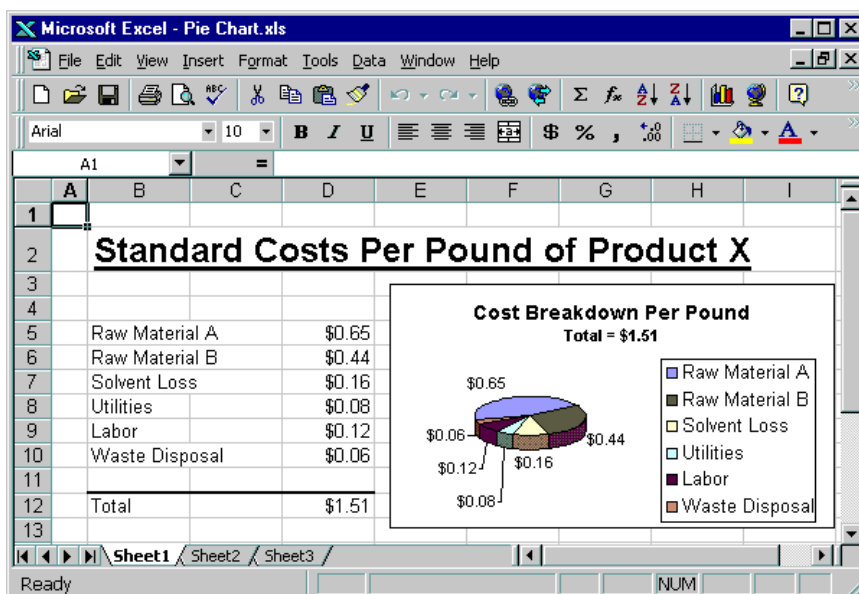 Microsoft Excel - Pie Chart.xls
File Edit View Insert Format Tools Data Window Help
ABC Σ fx A Z Z A ?
Arial 10 B I U a $ % , .0 .00 A
A1 =
A B C D E F G H I
1
2 Standard Costs Per Pound of Product X
3
4
5 Raw Material A $0.65
6 Raw Material B $0.44
7 Solvent Loss $0.16
8 Utilities $0.08
9 Labor $0.12
10 Waste Disposal $0.06
11
12 Total $1.51
13
Cost Breakdown Per Pound
Total = $1.51
$0.65
$0.06
$0.44
$0.12
$0.16
$0.08
Raw Material A
Raw Material B
Solvent Loss
Utilities
Labor
Waste Disposal
Sheet1 Sheet2 Sheet3
Ready NUM